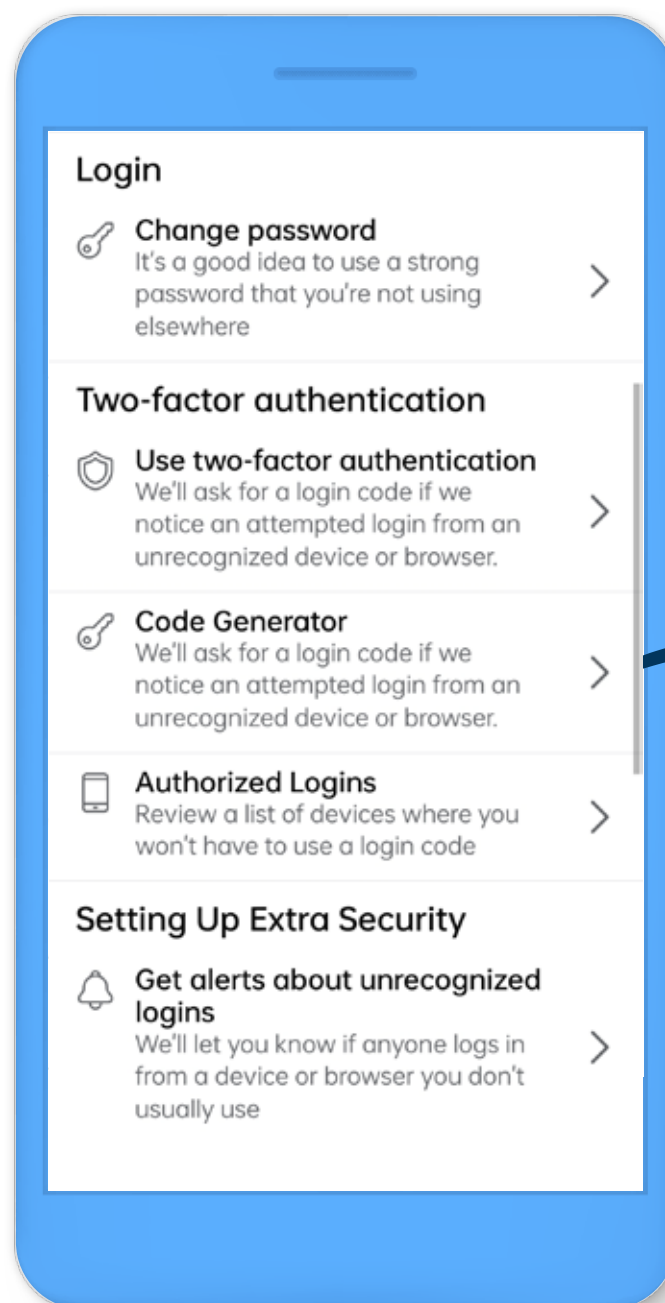 Login
Change password
It's a good idea to use a strong
password that you're not using
elsewhere
Two-factor authentication
Use two-factor authentication
We'll ask for a login code if we
notice an attempted login from an
unrecognized device or browser.
Code Generator
We'll ask for a login code if we
notice an attempted login from an
unrecognized device or browser.
Authorized Logins
Review a list of devices where you
won't have to use a login code
Setting Up Extra Security
Get alerts about unrecognized
logins
We'll let you know if anyone logs in
from a device or browser you don't
usually use